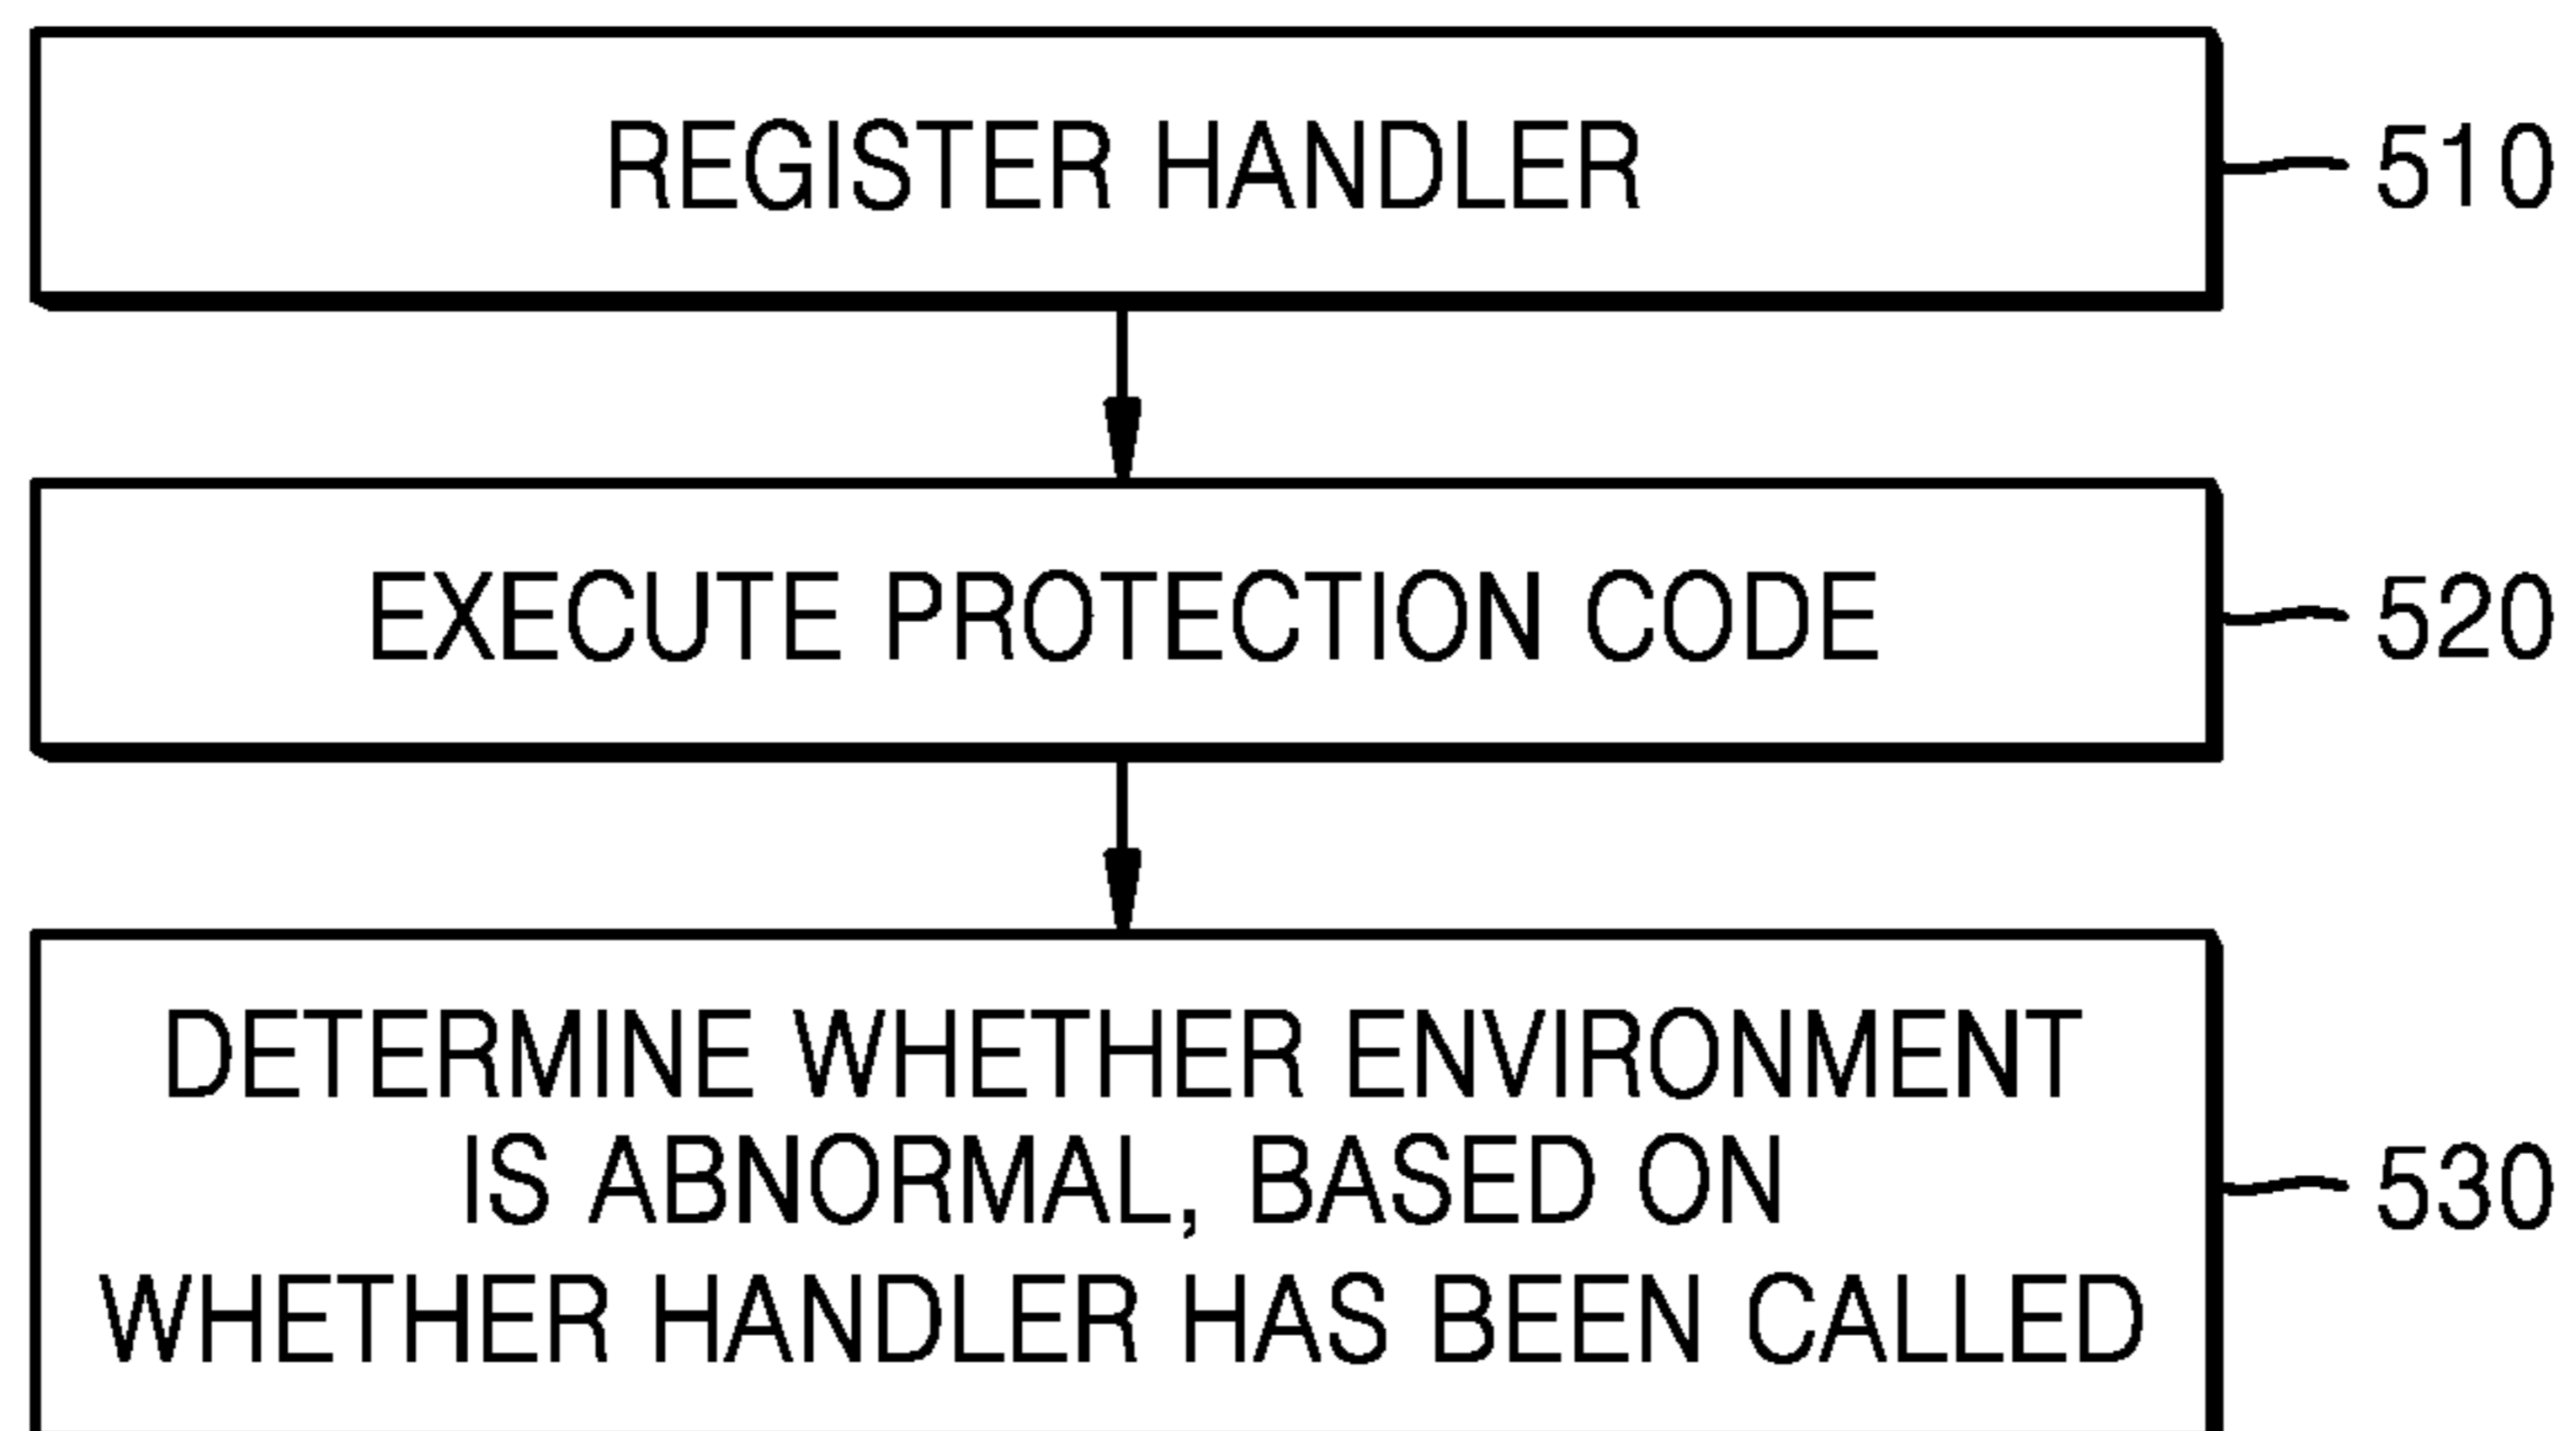 REGISTER HANDLER
510
EXECUTE PROTECTION CODE
520
DETERMINE WHETHER ENVIRONMENT
IS ABNORMAL, BASED ON
WHETHER HANDLER HAS BEEN CALLED
530